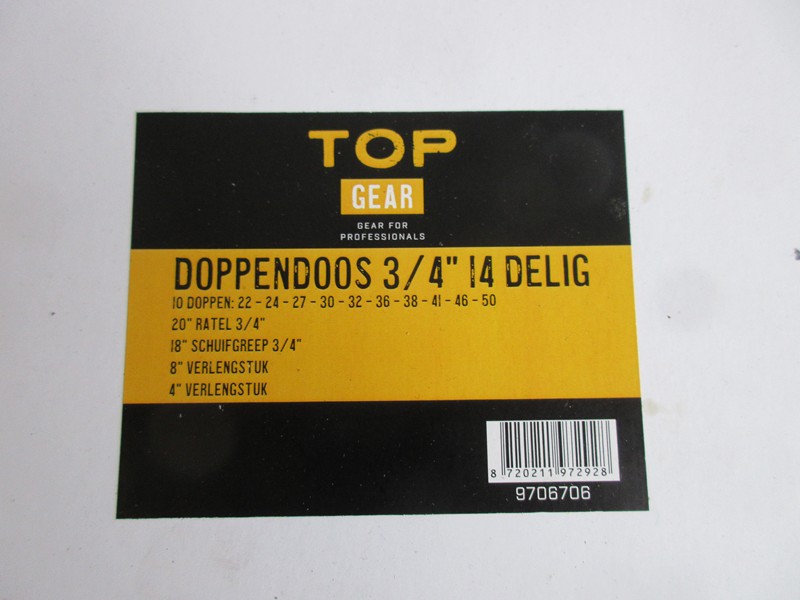 TOP
GEAR
GEAR FOR
PROFESSIONALS
DOPPENDOOS 3/4" 14 DELIG
10 DOPPEN: 22 - 24 - 27 - 30 - 32 - 36 - 38 - 41 - 46 - 50
20" RATEL 3/4"
18" SCHUIFGREEP 3/4"
8" VERLENGSTUK
4" VERLENGSTUK
8 720211 972928
9706706